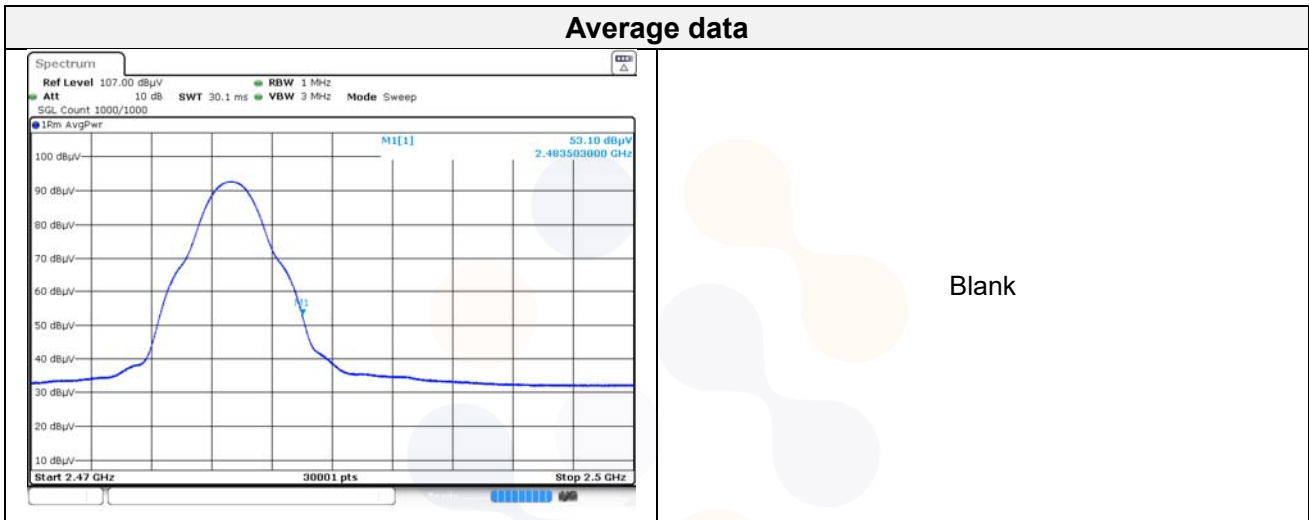 Average data
Spectrum
Ref Level 107.00 dBµV RBW 1 MHz
Att 10 dB SWT 30.1 ms VBW 3 MHz Mode Sweep
SGL Count 1000/1000
1Rm AvgPwr
M1[1] 53.10 dBµV
2.483503000 GHz
100 dBµV
90 dBµV
80 dBµV
70 dBµV
60 dBµV
M1
50 dBµV
40 dBµV
30 dBµV
20 dBµV
10 dBµV
Start 2.47 GHz 30001 pts Stop 2.5 GHz
Blank